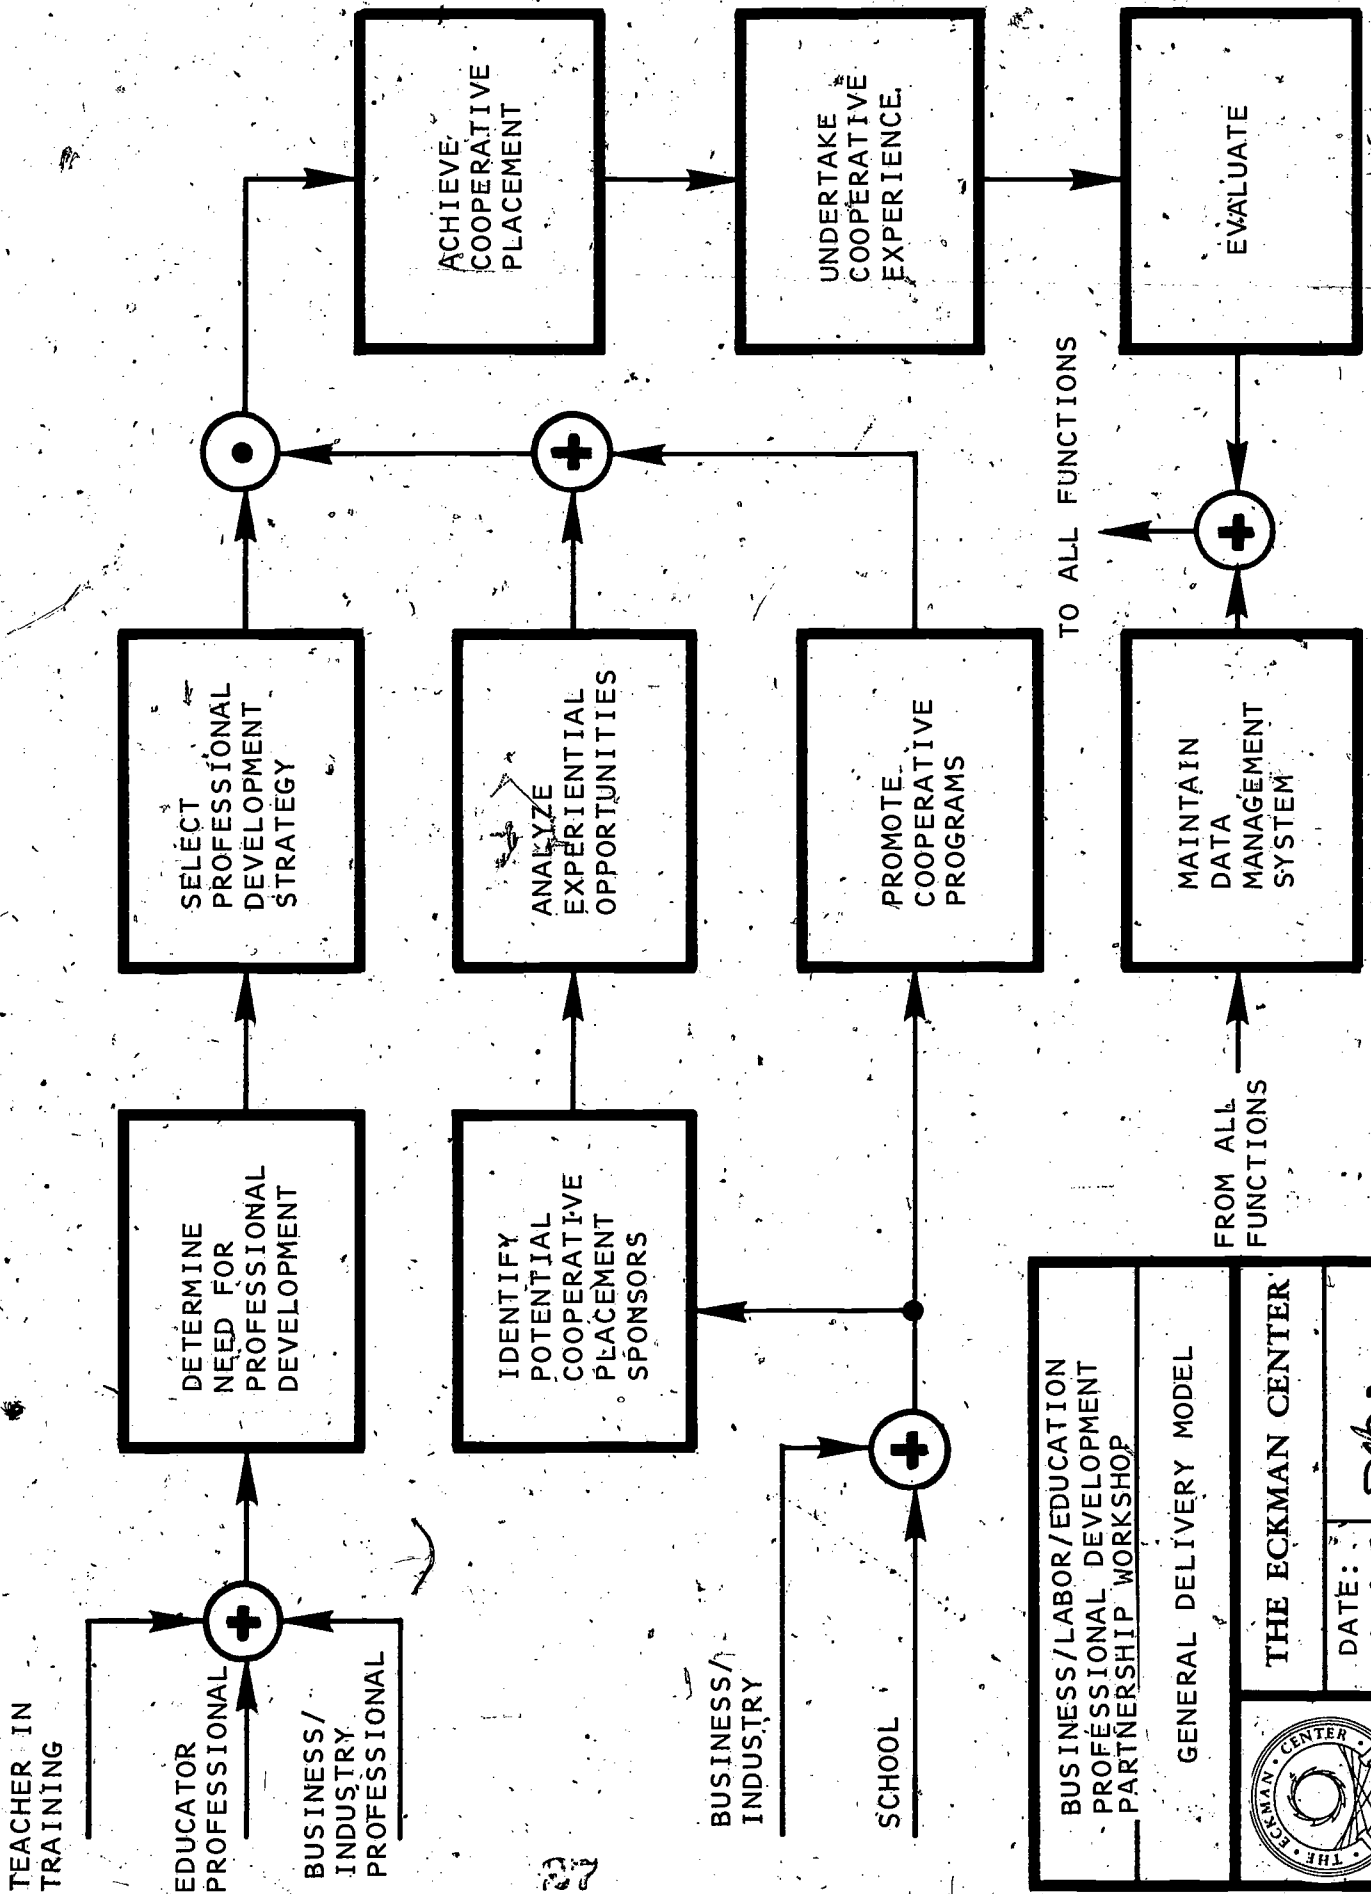 TEACHER IN
TRAINING
EDUCATOR
PROFESSIONAL
BUSINESS/
INDUSTRY
PROFESSIONAL
DETERMINE
NEED FOR
PROFESSIONAL
DEVELOPMENT
SELECT
PROFESSIONAL
DEVELOPMENT
STRATEGY
ACHIEVE
COOPERATIVE
PLACEMENT
IDENTIFY
POTENTIAL
COOPERATIVE
PLACEMENT
SPONSORS
ANALYZE
EXPERIENTIAL
OPPORTUNITIES
UNDERTAKE
COOPERATIVE
EXPERIENCE.
BUSINESS/
INDUSTRY
SCHOOL
PROMOTE
COOPERATIVE
PROGRAMS
TO ALL FUNCTIONS
FROM ALL
FUNCTIONS
MAINTAIN
DATA
MANAGEMENT
SYSTEM
EVALUATE
BUSINESS/LABOR/EDUCATION
PROFESSIONAL DEVELOPMENT
PARTNERSHIP WORKSHOP
GENERAL DELIVERY MODEL
THE ECKMAN CENTER
DATE:
THE • ECKMAN • CENTER •